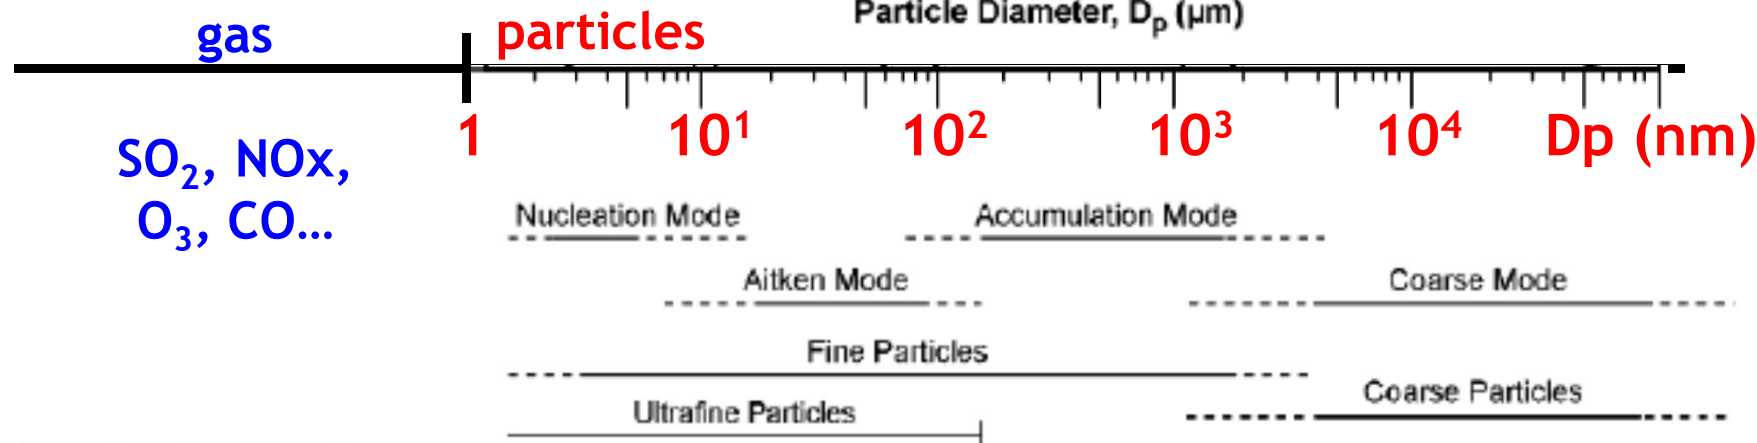 Particle Diameter, Dₚ (µm)
gas
particles
1 10¹ 10² 10³ 10⁴ Dp (nm)
SO₂, NOx,
O₃, CO...
Nucleation Mode Accumulation Mode
Aitken Mode Coarse Mode
Fine Particles
Coarse Particles
Ultrafine Particles